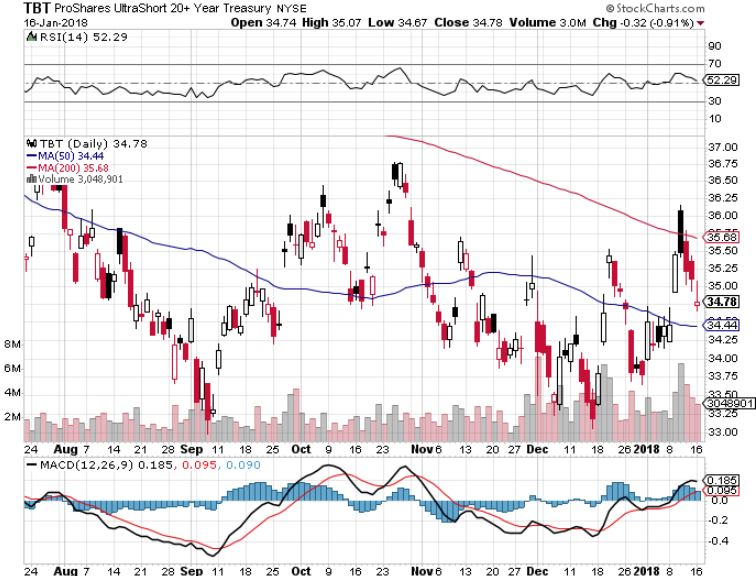 TBT ProShares UltraShort 20+ Year Treasury NYSE © StockCharts.com
16-Jan-2018 Open 34.74 High 35.07 Low 34.67 Close 34.78 Volume 3.0M Chg -0.32 (-0.91%)
RSI(14) 52.29
90
70
52.29
30
10
TBT (Daily) 34.78
MA(50) 34.44
MA(200) 35.68
Volume 3,048,901
37.00
36.75
36.50
36.25
36.00
35.75
35.68
35.50
35.25
35.00
34.78
34.50
34.44
34.25
34.00
33.75
33.50
3048901
33.25
33.00
8M
6M
4M
2M
24 Aug 7 14 21 28 Sep 11 18 25 Oct 9 16 23 Nov 6 13 20 27 Dec 11 18 26 2018 8 16
MACD(12,26,9) 0.185, 0.095, 0.090
0.185
0.095
0.0
-0.2
-0.4
24 Aug 7 14 21 28 Sep 11 18 25 Oct 9 16 23 Nov 6 13 20 27 Dec 11 18 26 2018 8 16